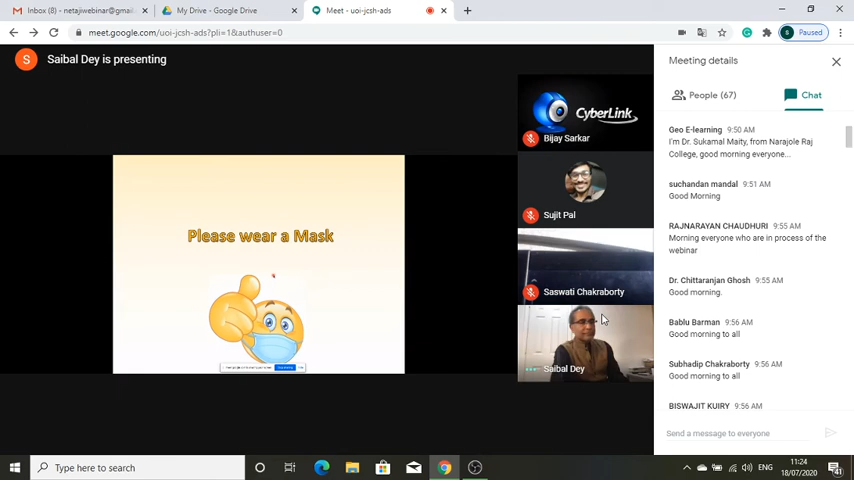 Inbox (8) - netajiwebinar@gmail.
My Drive - Google Drive
Meet - uoi-jcsh-ads
meet.google.com/uoi-jcsh-ads?pli=1&authuser=0
Paused
S
Saibal Dey is presenting
Please wear a Mask
CyberLink
Bijay Sarkar
Sujit Pal
Saswati Chakraborty
Saibal Dey
Meeting details
People (67)
Chat
Geo E-learning 9:50 AM
I'm Dr. Sukamal Maity, from Narajole Raj
College, good morning everyone...
suchandan mandal 9:51 AM
Good Morning
RAJNARAYAN CHAUDHURI 9:55 AM
Morning everyone who are in process of the
webinar
Dr. Chittaranjan Ghosh 9:55 AM
Good morning.
Bablu Barman 9:56 AM
Good morning to all
Subhadip Chakraborty 9:56 AM
Good morning to all
BISWAJIT KUIRY 9:56 AM
Send a message to everyone
Type here to search
ENG
11:24
18/07/2020
41